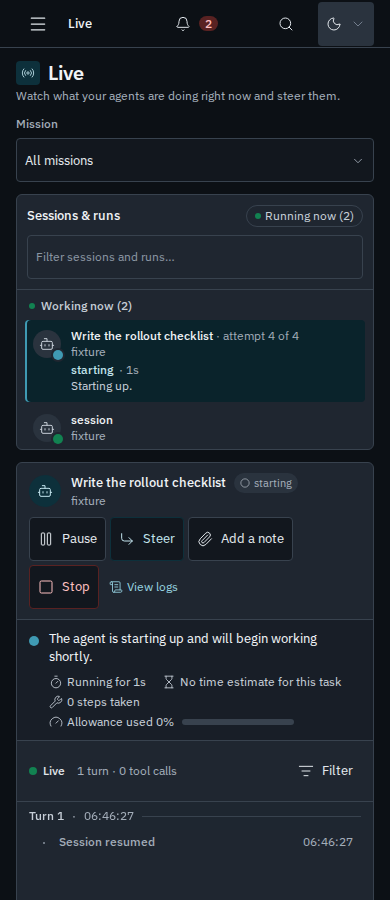 Live
2
Live
Watch what your agents are doing right now and steer them.
Mission
All missions
Sessions & runs
Running now (2)
Filter sessions and runs...
Working now (2)
Write the rollout checklist · attempt 4 of 4
fixture
starting · 1s
Starting up.
session
fixture
Write the rollout checklist
starting
fixture
Pause
Steer
Add a note
Stop
View logs
The agent is starting up and will begin working
shortly.
Running for 1s
No time estimate for this task
0 steps taken
Allowance used 0%
Live 1 turn · 0 tool calls
Filter
Turn 1 · 06:46:27
· Session resumed 06:46:27